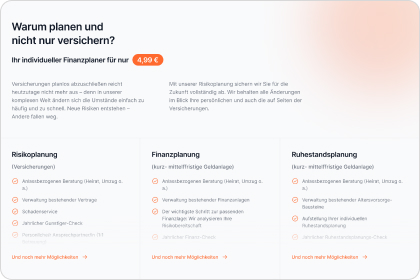 Warum planen und
nicht nur versichern?
Ihr individueller Finanzplaner für nur 4,99 €
Versicherungen planlos abzuschließen reicht
heutzutage nicht mehr aus – denn in unserer
komplexen Welt ändern sich die Umstände einfach zu
häufig und zu schnell. Neue Risiken entstehen –
Andere fallen weg.
Mit unserer Risikoplanung sichern wir Sie für die
Zukunft vollständig ab. Wir behalten alle Änderungen
im Blick Ihre persönlichen und auch die auf Seiten der
Versicherungen.
Risikoplanung
(Versicherungen)
Anlassbezogenen Beratung (Heirat, Umzug o.
ä.)
Verwaltung bestehender Verträge
Schadenservice
Jährlicher Günstiger-Check
Und noch mehr Möglichkeiten →
Finanzplanung
(kurz- mittelfristige Geldanlage)
Anlassbezogenen Beratung (Heirat, Umzug o.
ä.)
Verwaltung bestehender Finanzanlagen
Der wichtigste Schritt zur passenden
Finanzlage: Wir analysieren Ihre
Risikobereitschaft
Jährlicher Finanz-Check
Und noch mehr Möglichkeiten →
Ruhestandsplanung
(kurz- mittelfristige Geldanlage)
Anlassbezogenen Beratung (Heirat, Umzug o.
ä.)
Verwaltung bestehender Altersvorsorge-
Bausteine
Aufstellung Ihrer individuellen
Ruhestandsplanung
Jährlicher Ruhestandsplanungs-Check
Und noch mehr Möglichkeiten →